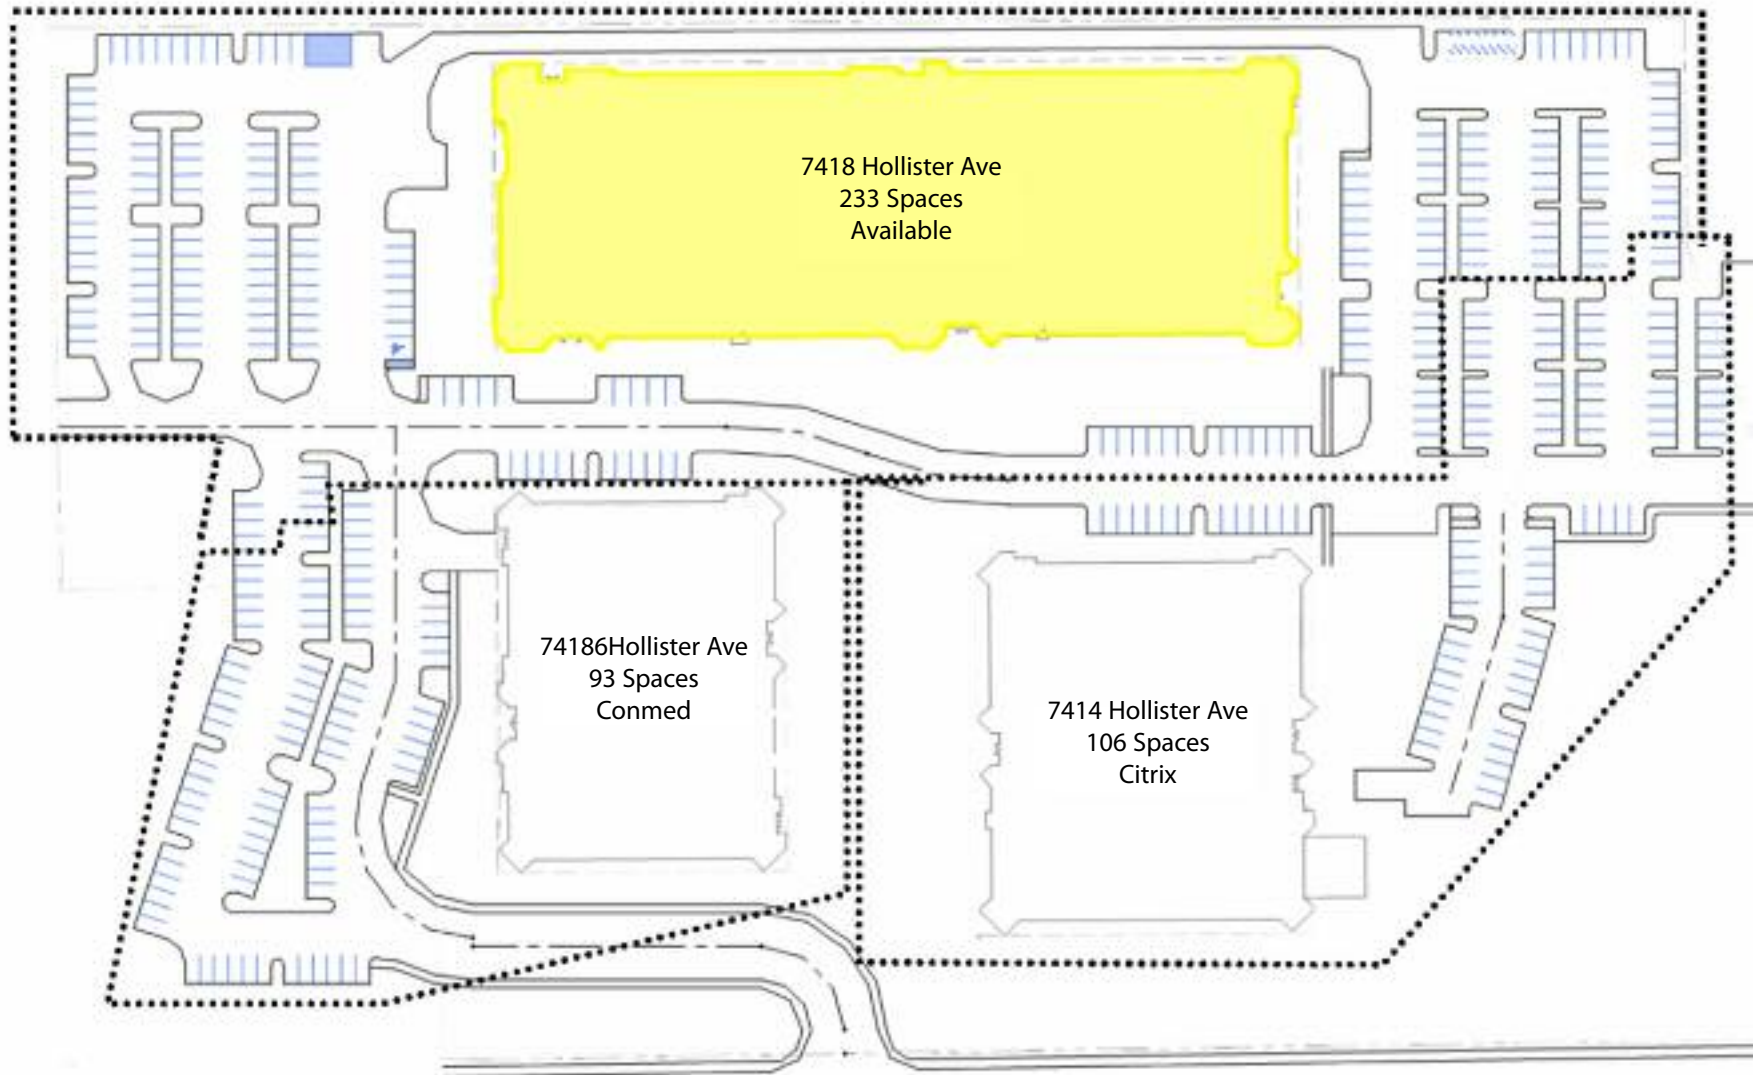 7418 Hollister Ave
233 Spaces
Available
74186Hollister Ave
93 Spaces
Conmed
7414 Hollister Ave
106 Spaces
Citrix